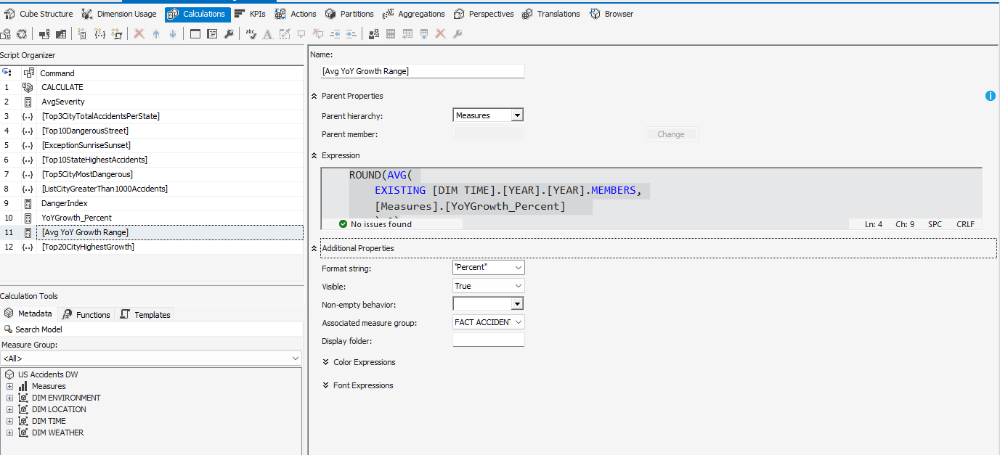 Cube Structure Dimension Usage Calculations KPIs Actions Partitions Aggregations Perspectives Translations Browser
Script Organizer
Command
1 CALCULATE
2 AvgSeverity
3 [Top3CityTotalAccidentsPerState]
4 [Top10DangerousStreet]
5 [ExceptionSunriseSunset]
6 [Top10StateHighestAccidents]
7 [Top5CityMostDangerous]
8 [ListCityGreaterThan1000Accidents]
9 DangerIndex
10 YoYGrowth_Percent
11 [Avg YoY Growth Range]
12 [Top20CityHighestGrowth]
Calculation Tools
Metadata Functions Templates
Search Model
Measure Group:
<All>
US Accidents DW
Measures
DIM ENVIRONMENT
DIM LOCATION
DIM TIME
DIM WEATHER
Name:
[Avg YoY Growth Range]
Parent Properties
Parent hierarchy: Measures
Parent member: Change
Expression
ROUND(AVG(
EXISTING [DIM TIME].[YEAR].[YEAR].MEMBERS,
[Measures].[YoYGrowth_Percent]
No issues found Ln: 4 Ch: 9 SPC CRLF
Additional Properties
Format string: "Percent"
Visible: True
Non-empty behavior:
Associated measure group: FACT ACCIDENT
Display folder:
Color Expressions
Font Expressions